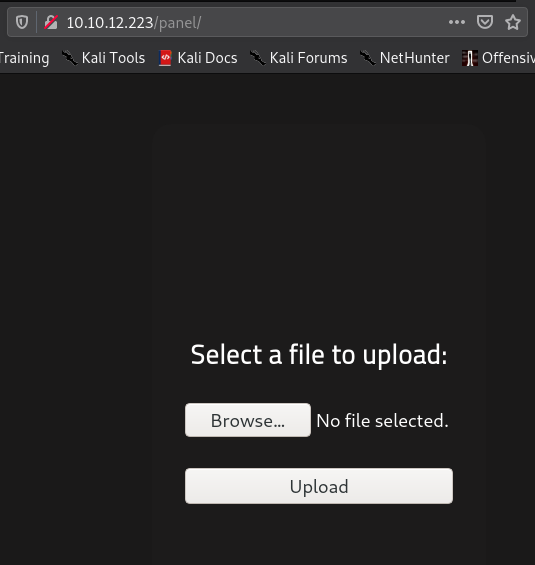 10.10.12.223/panel/
Training Kali Tools Kali Docs Kali Forums NetHunter Offensiv
Select a file to upload:
Browse... No file selected.
Upload